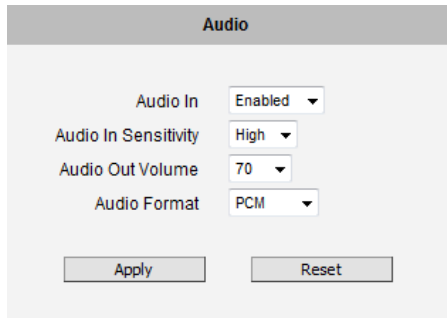 Audio
Audio In Enabled
Audio In Sensitivity High
Audio Out Volume 70
Audio Format PCM
Apply Reset